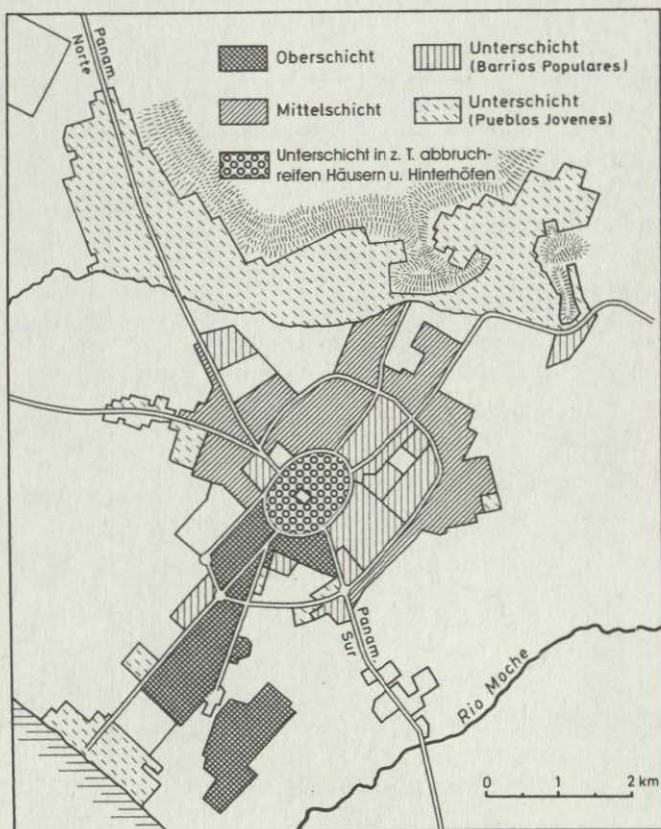 Panam.
Norte
Oberschicht
Mittelschicht
Unterschicht in z. T. abbruch-
reifen Häusern u. Hinterhöfen
Unterschicht
(Barrios Populares)
Unterschicht
(Pueblos Jovenes)
Panam.
Sur
Rio Moche
0 1 2 km